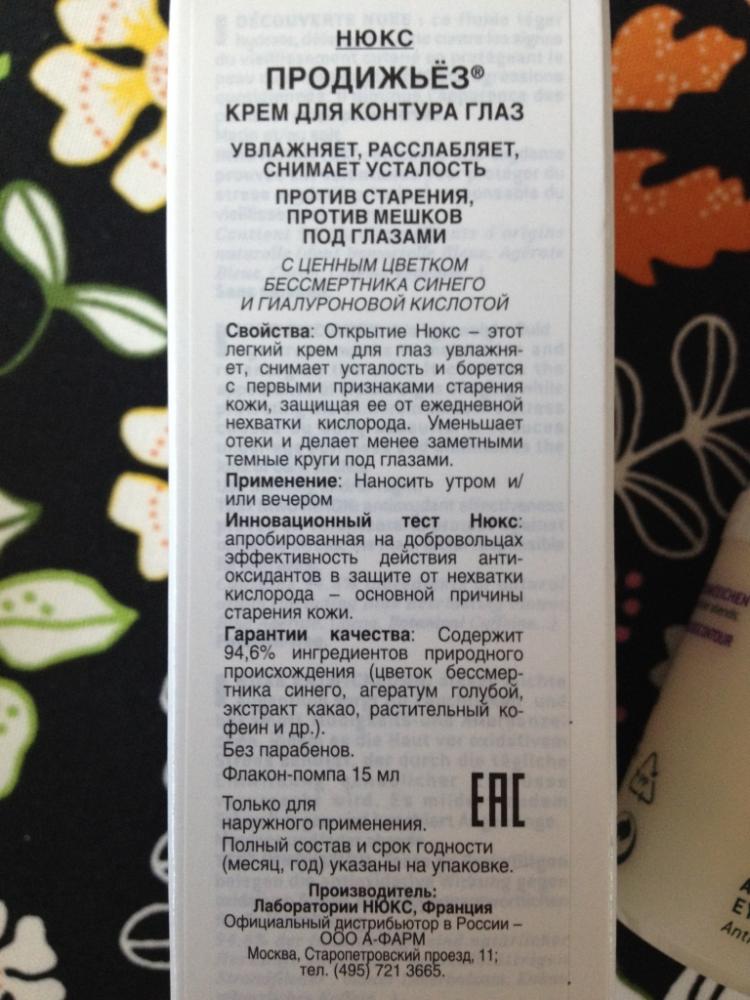 НЮКС
ПРОДИЖЬЁЗ®
КРЕМ ДЛЯ КОНТУРА ГЛАЗ
УВЛАЖНЯЕТ, РАССЛАБЛЯЕТ,
СНИМАЕТ УСТАЛОСТЬ
ПРОТИВ СТАРЕНИЯ,
ПРОТИВ МЕШКОВ
ПОД ГЛАЗАМИ
С ЦЕННЫМ ЦВЕТКОМ
БЕССМЕРТНИКА СИНЕГО
И ГИАЛУРОНОВОЙ КИСЛОТОЙ
Свойства: Открытие Нюкс – этот
легкий крем для глаз увлажня-
ет, снимает усталость и борется
с первыми признаками старения
кожи, защищая ее от ежедневной
нехватки кислорода. Уменьшает
отеки и делает менее заметными
темные круги под глазами.
Применение: Наносить утром и/
или вечером
Инновационный тест Нюкс:
апробированная на добровольцах
эффективность действия анти-
оксидантов в защите от нехватки
кислорода – основной причины
старения кожи.
Гарантии качества: Содержит
94,6% ингредиентов природного
происхождения (цветок бессмер-
тника синего, агератум голубой,
экстракт какао, растительный ко-
феин и др.).
Без парабенов.
Флакон-помпа 15 мл
EAC
Только для
наружного применения.
Полный состав и срок годности
(месяц, год) указаны на упаковке.
Производитель:
Лаборатории НЮКС, Франция
Официальный дистрибьютор в России –
ООО А-ФАРМ
Москва, Старопетровский проезд, 11;
тел. (495) 721 3665.